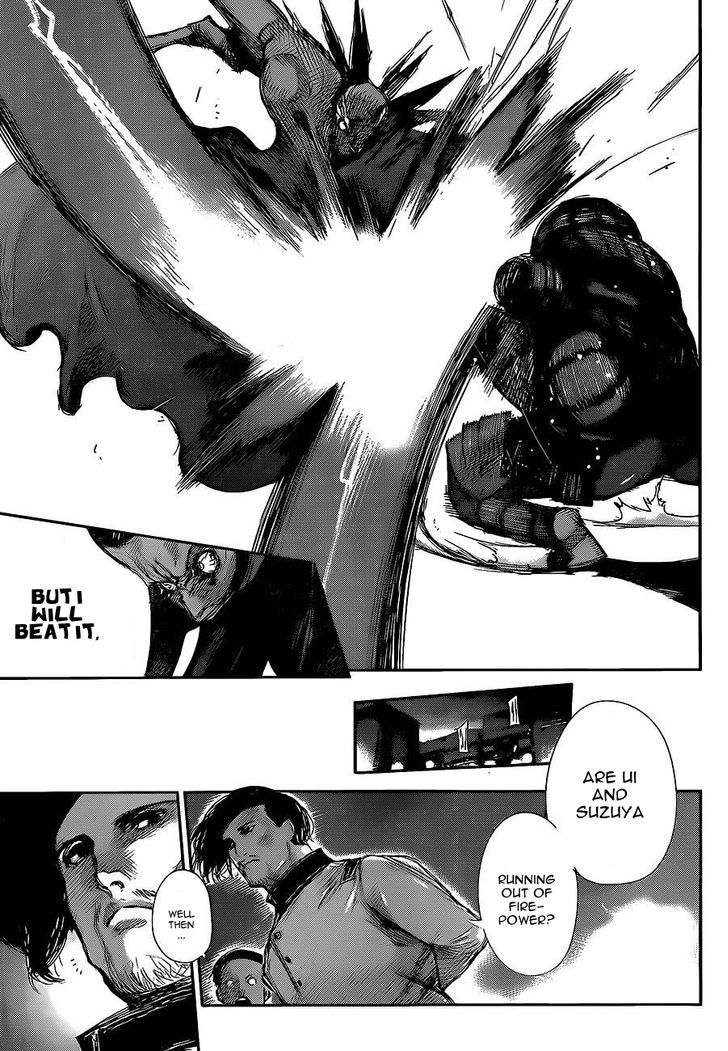 BUT I
WILL
BEAT IT.
ARE UI
AND
SUZUYA
RUNNING
OUT OF
FIRE-
POWER?
WELL
THEN
...